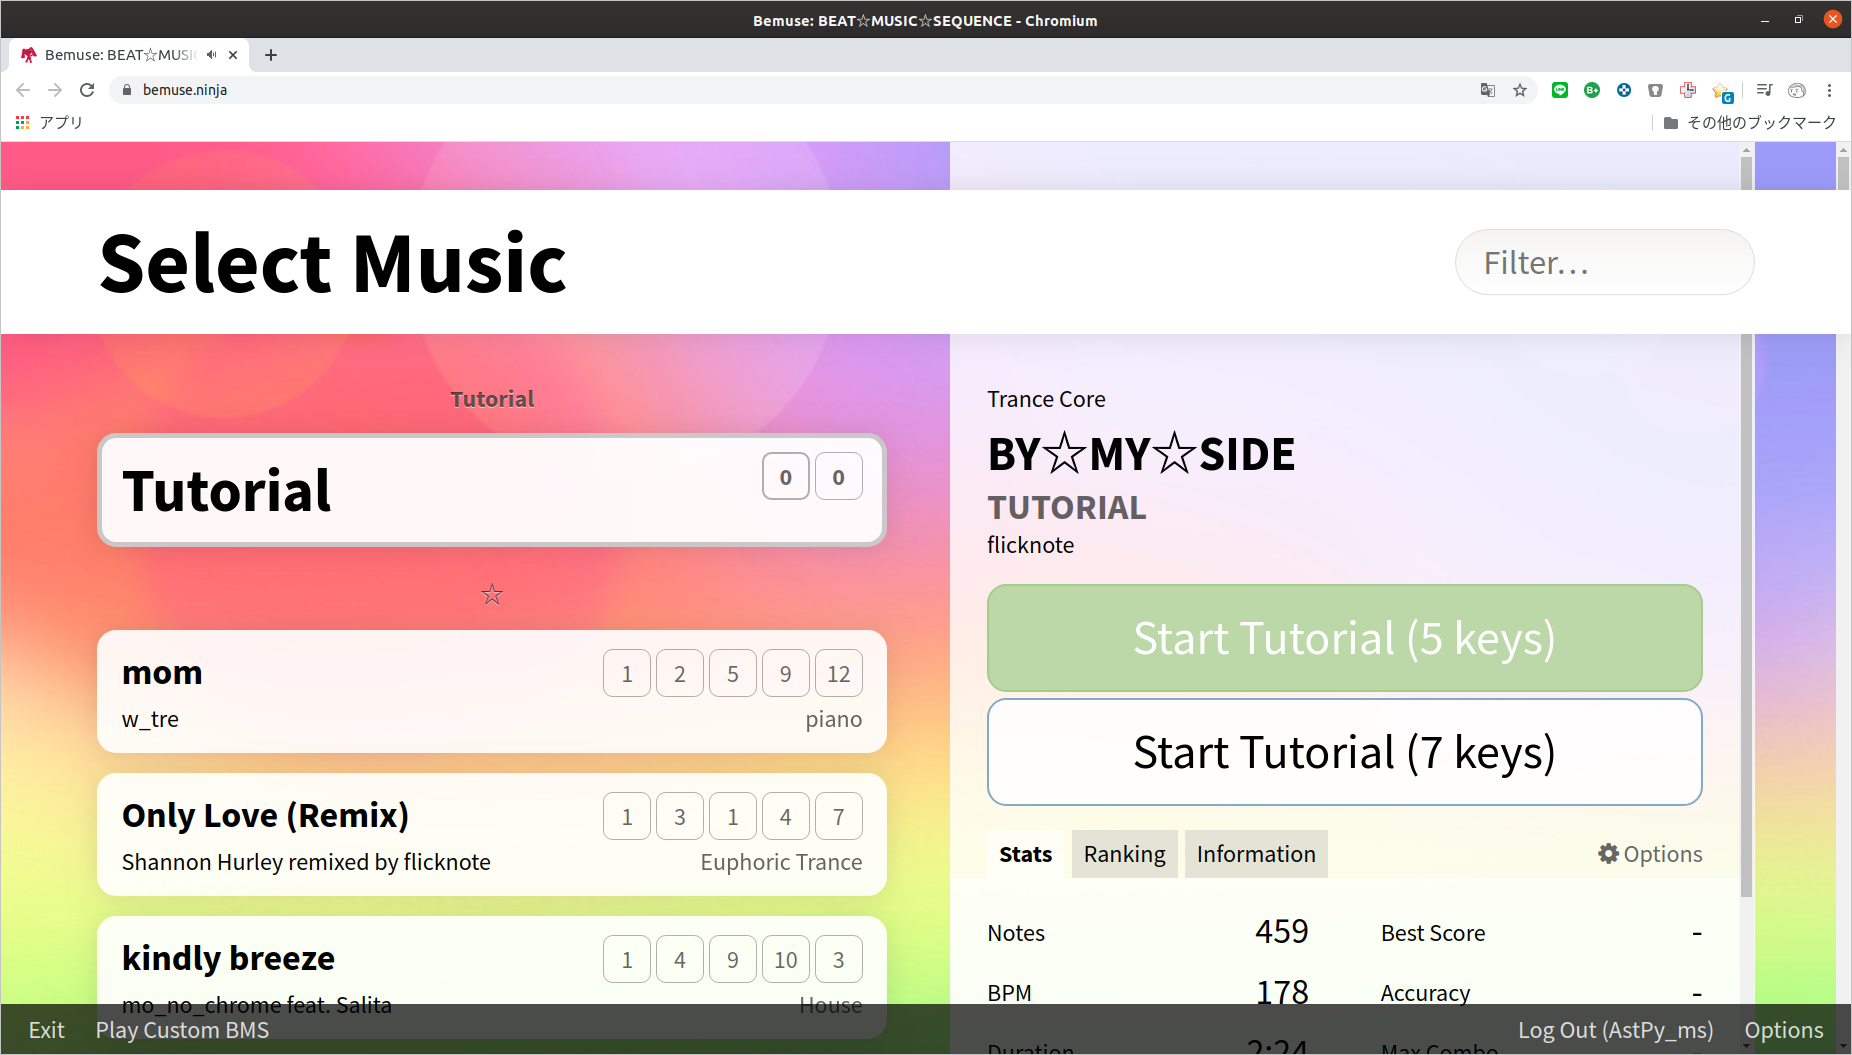 Bemuse: BEAT☆MUSIC☆SEQUENCE - Chromium
Bemuse: BEAT☆MUSIC
bemuse.ninja
アプリ
その他のブックマーク
Select Music
Filter...
Tutorial
Tutorial
0 0
☆
mom
1 2 5 9 12
w_tre
piano
Only Love (Remix)
1 3 1 4 7
Shannon Hurley remixed by flicknote
Euphoric Trance
kindly breeze
1 4 9 10 3
mo_no_chrome feat. Salita
House
Trance Core
BY☆MY☆SIDE
TUTORIAL
flicknote
Start Tutorial (5 keys)
Start Tutorial (7 keys)
Stats Ranking Information Options
Notes 459 Best Score -
BPM 178 Accuracy -
Duration 2:24 Max Combo
Exit Play Custom BMS Log Out (AstPy_ms) Options